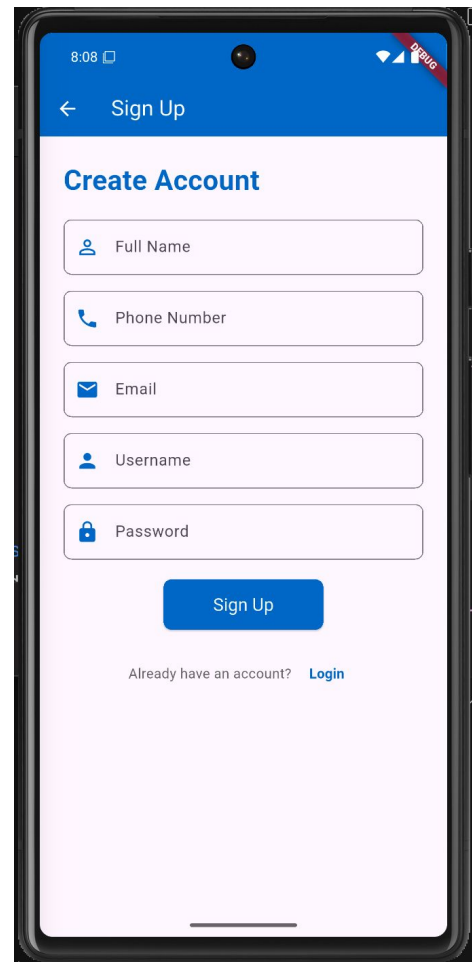 8:08
DEBUG
Sign Up
Create Account
Full Name
Phone Number
Email
Username
Password
Sign Up
Already have an account? Login